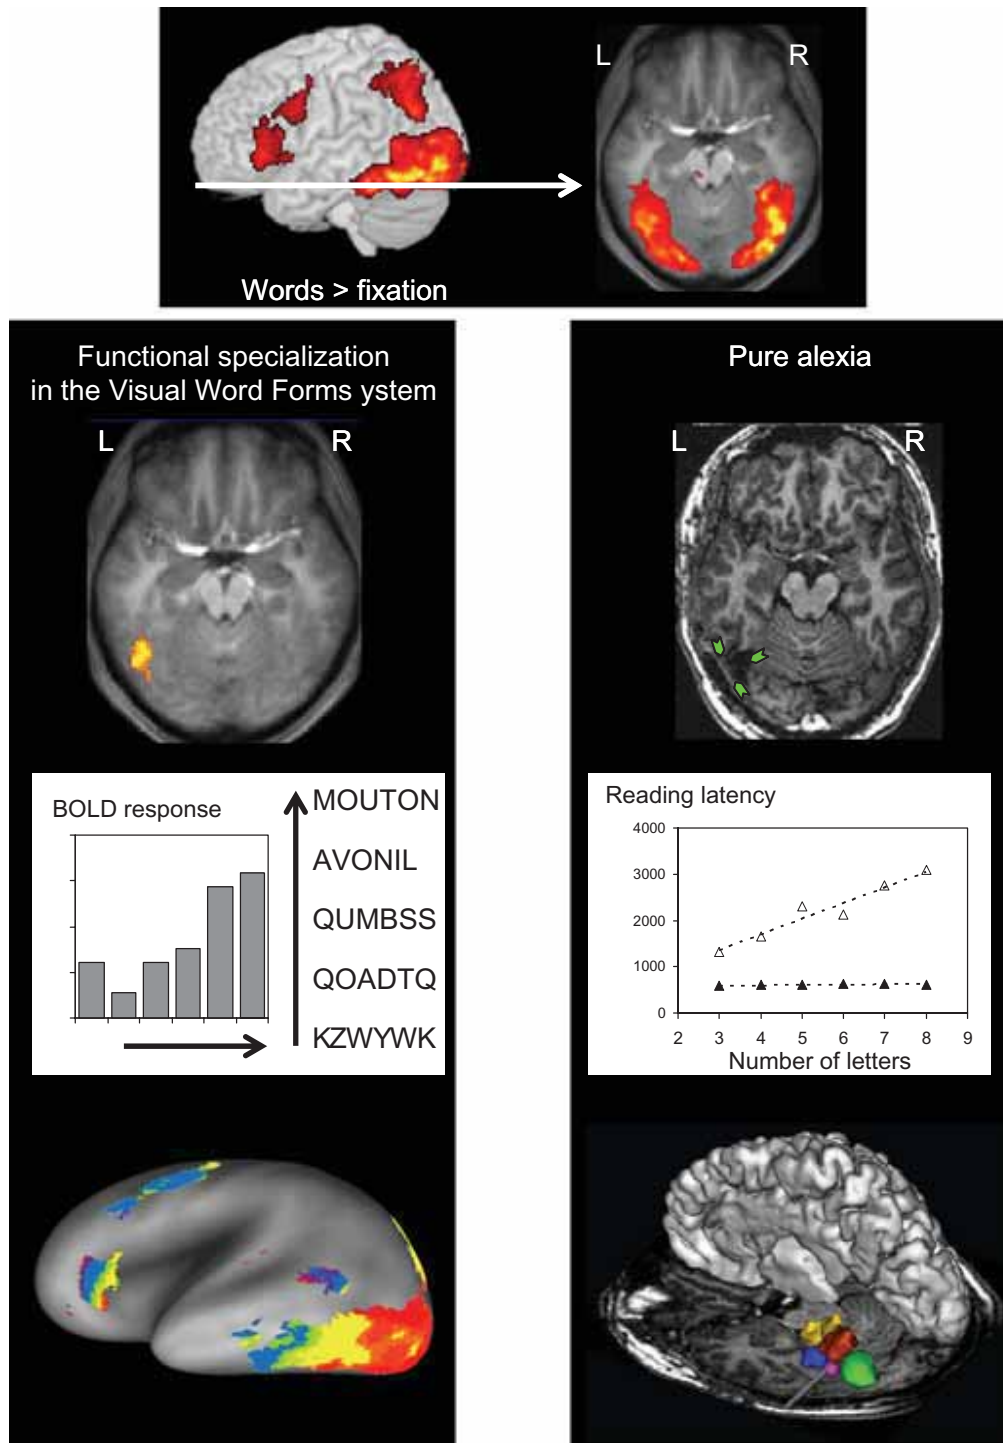 L R
Words > fixation
Functional specialization
in the Visual Word Forms ystem
L R
BOLD response
MOUTON
AVONIL
QUMBSS
QOADTQ
KZWYWK
Pure alexia
L R
Reading latency
4000
3000
2000
1000
0
2 3 4 5 6 7 8 9
Number of letters